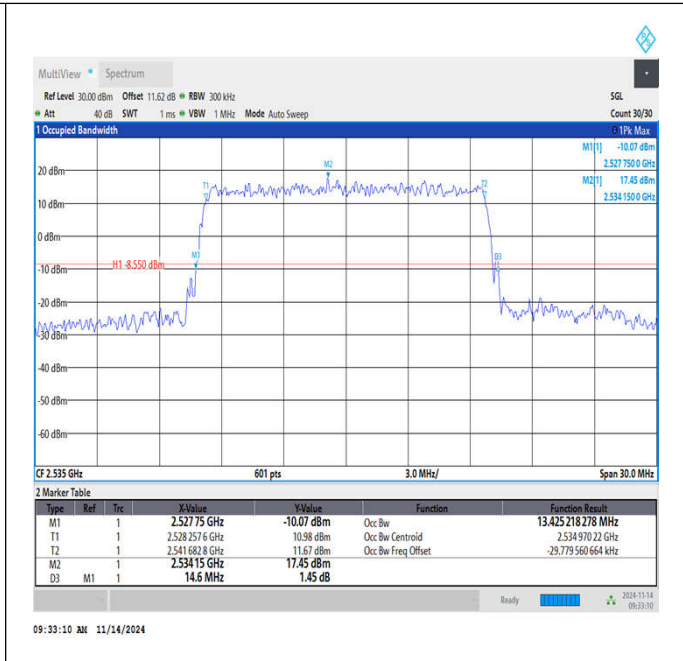 R&S
MultiView Spectrum
Ref Level 30.00 dBm Offset 11.62 dB RBW 300 kHz SGL
Att 40 dB SWT 1 ms VBW 1 MHz Mode Auto Sweep Count 30/30
1 Occupied Bandwidth 1Pk Max
M1[1] -10.07 dBm
2.527 750 0 GHz
M2[1] 17.45 dBm
2.534 150 0 GHz
M2
20 dBm
T1 T2
10 dBm
0 dBm
M1 D3
H1 -8.550 dBm
-10 dBm
-20 dBm
-30 dBm
-40 dBm
-50 dBm
-60 dBm
CF 2.535 GHz 601 pts 3.0 MHz/ Span 30.0 MHz
2 Marker Table
Type Ref Trc X-Value Y-Value Function Function Result
M1 1 2.527 75 GHz -10.07 dBm Occ Bw 13.425 218 278 MHz
T1 1 2.528 257 6 GHz 10.98 dBm Occ Bw Centroid 2.534 970 22 GHz
T2 1 2.541 682 8 GHz 11.67 dBm Occ Bw Freq Offset -29.779 560 664 kHz
M2 1 2.534 15 GHz 17.45 dBm
D3 M1 1 14.6 MHz 1.45 dB
Ready 2024-11-14
09:33:10
09:33:10 AM 11/14/2024